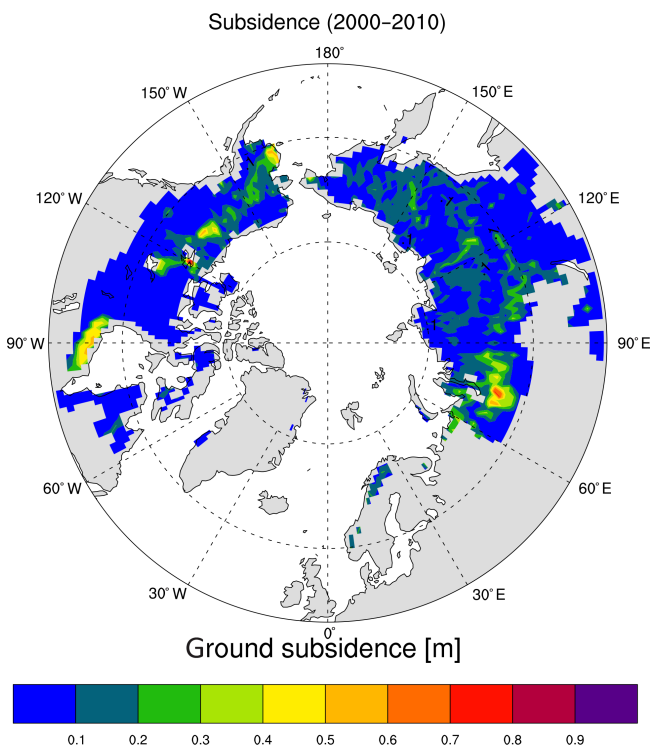 Subsidence (2000–2010)
180°
150° W 150° E
120° W 120° E
90° W 90° E
60° W 60° E
30° W 30° E
0°
Ground subsidence [m]
0.1 0.2 0.3 0.4 0.5 0.6 0.7 0.8 0.9